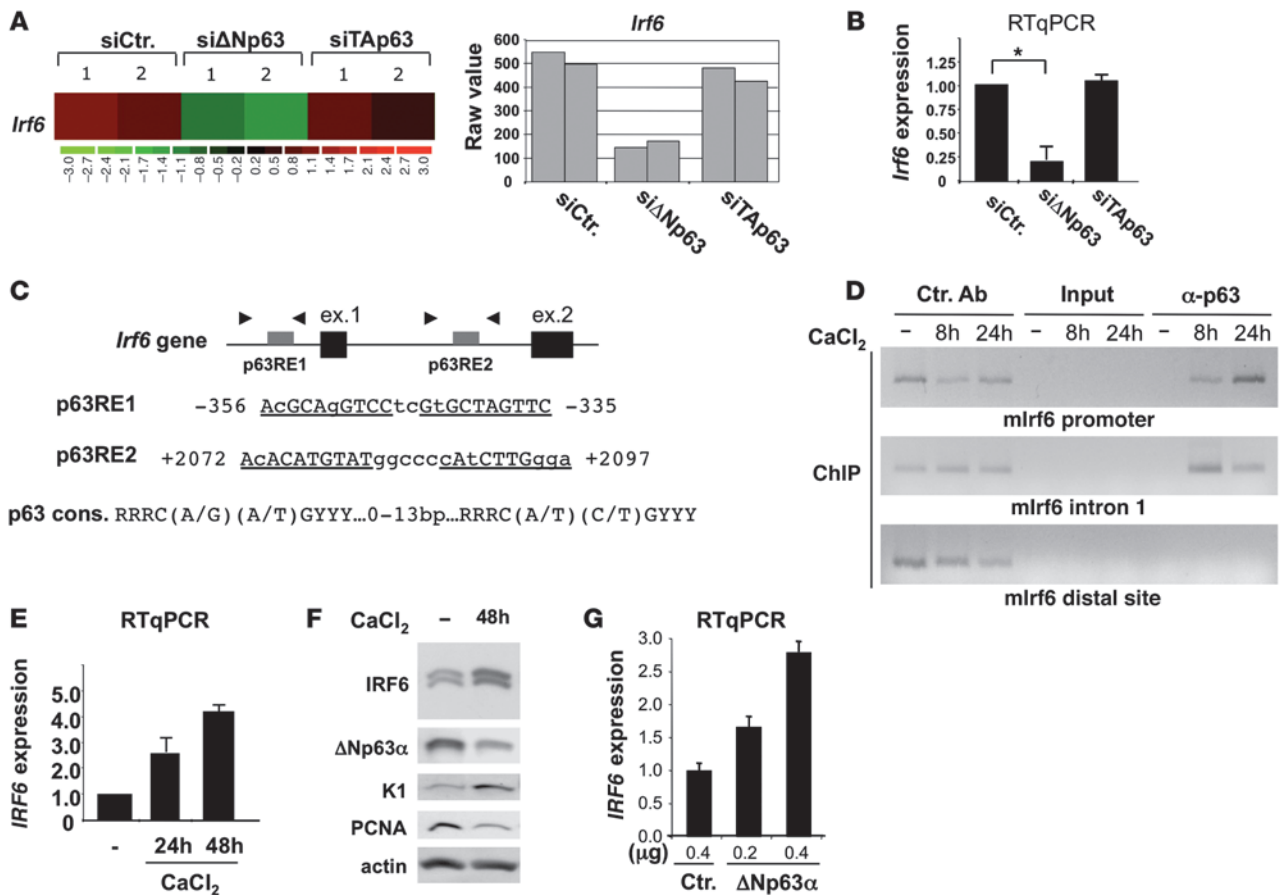 A
siCtr. siΔNp63 siTAp63
1 2 1 2 1 2
Irf6
–3.0 –2.7 –2.4 –2.1 –1.7 –1.4 –1.1 –0.8 –0.5 –0.2 0.2 0.5 0.8 1.1 1.4 1.7 2.1 2.4 2.7 3.0
Irf6
Raw value
600
500
400
300
200
100
0
siCtr. siΔNp63 siTAp63
B
RTqPCR
Irf6 expression
*
1.25
1.00
0.50
0.25
0
siCtr. siΔNp63 siTAp63
C
Irf6 gene
ex.1 ex.2
p63RE1 p63RE2
p63RE1 -356 AcGCAgGTCCtcGtGCTAGTTC -335
p63RE2 +2072 AcACATGTATggccccAtCTTGgga +2097
p63 cons. RRRC(A/G)(A/T)GYYY…0-13bp…RRRC(A/T)(C/T)GYYY
D
Ctr. Ab Input α-p63
CaCl₂ – 8h 24h – 8h 24h – 8h 24h
mIrf6 promoter
ChIP
mIrf6 intron 1
mIrf6 distal site
E
RTqPCR
IRF6 expression
5.0
4.0
3.0
2.0
1.0
0
- 24h 48h
CaCl₂
F
CaCl₂ – 48h
IRF6
ΔNp63α
K1
PCNA
actin
G
RTqPCR
IRF6 expression
3.0
2.5
2.0
1.5
1.0
0.5
0.0
(μg) 0.4 0.2 0.4
Ctr. ΔNp63α